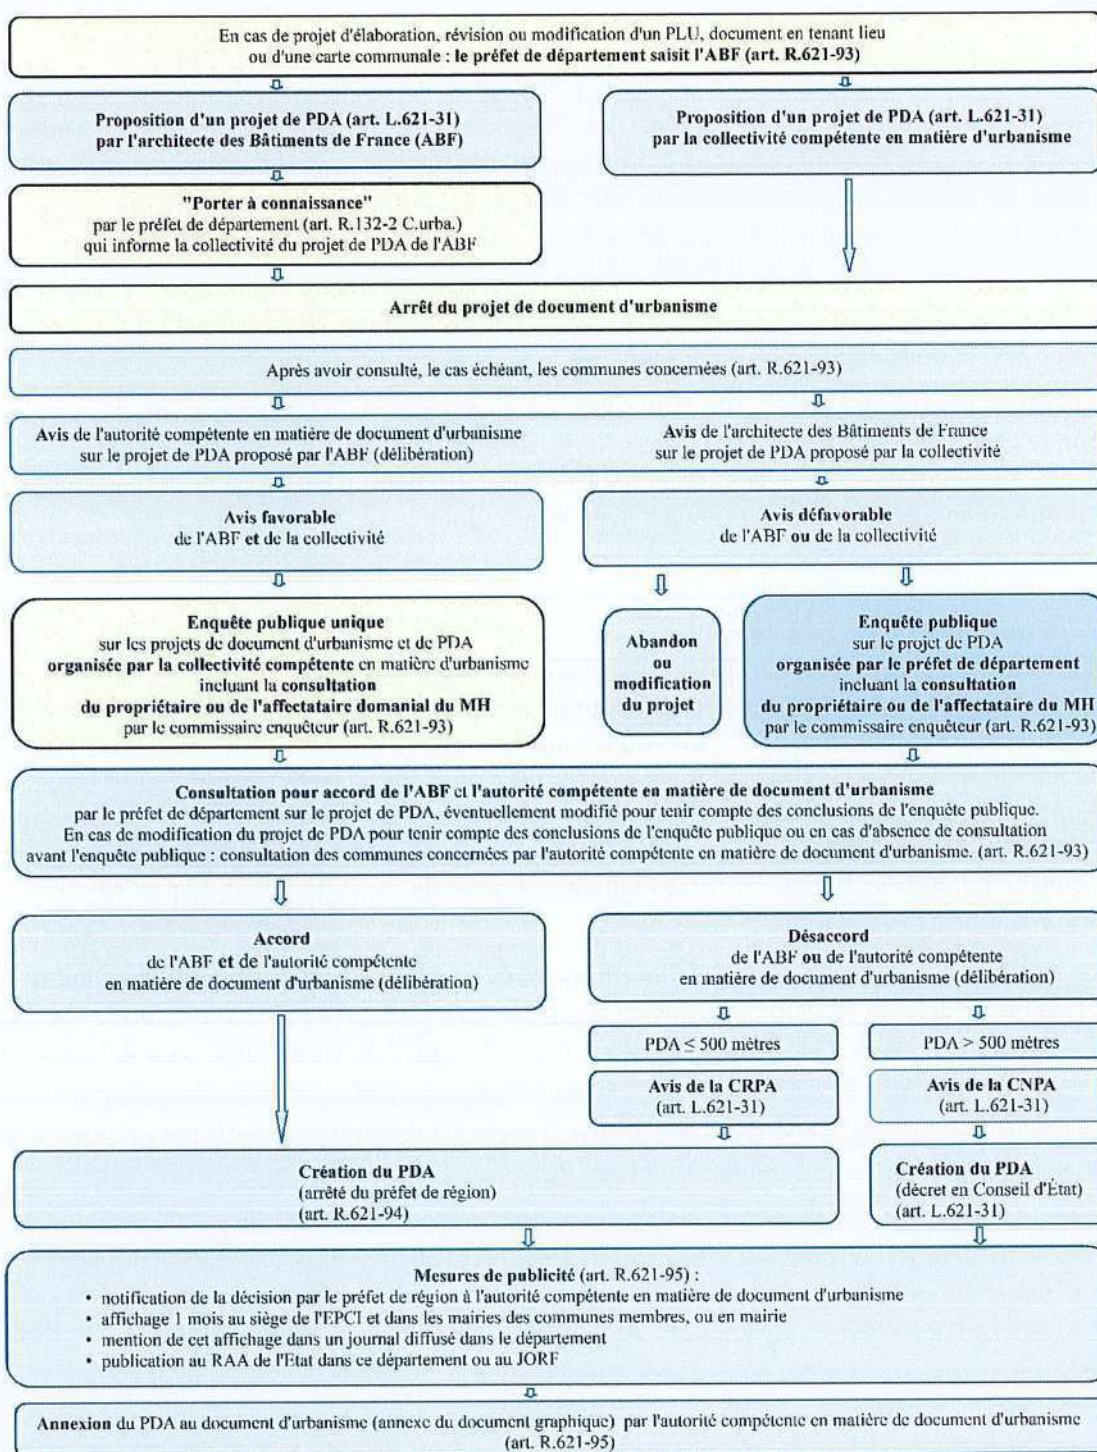 En cas de projet d'élaboration, révision ou modification d'un PLU, document en tenant lieu
ou d'une carte communale : le préfet de département saisit l'ABF (art. R.621-93)
Proposition d'un projet de PDA (art. L.621-31)
par l'architecte des Bâtiments de France (ABF)
Proposition d'un projet de PDA (art. L.621-31)
par la collectivité compétente en matière d'urbanisme
"Porter à connaissance"
par le préfet de département (art. R.132-2 C.urba.)
qui informe la collectivité du projet de PDA de l'ABF
Arrêt du projet de document d'urbanisme
Après avoir consulté, le cas échéant, les communes concernées (art. R.621-93)
Avis de l'autorité compétente en matière de document d'urbanisme
sur le projet de PDA proposé par l'ABF (délibération)
Avis de l'architecte des Bâtiments de France
sur le projet de PDA proposé par la collectivité
Avis favorable
de l'ABF et de la collectivité
Avis défavorable
de l'ABF ou de la collectivité
Enquête publique unique
sur les projets de document d'urbanisme et de PDA
organisée par la collectivité compétente en matière d'urbanisme
incluant la consultation
du propriétaire ou de l'affectataire domanial du MH
par le commissaire enquêteur (art. R.621-93)
Abandon
ou
modification
du projet
Enquête publique
sur le projet de PDA
organisée par le préfet de département
incluant la consultation
du propriétaire ou de l'affectataire du MH
par le commissaire enquêteur (art. R.621-93)
Consultation pour accord de l'ABF et l'autorité compétente en matière de document d'urbanisme
par le préfet de département sur le projet de PDA, éventuellement modifié pour tenir compte des conclusions de l'enquête publique.
En cas de modification du projet de PDA pour tenir compte des conclusions de l'enquête publique ou en cas d'absence de consultation
avant l'enquête publique : consultation des communes concernées par l'autorité compétente en matière de document d'urbanisme. (art. R.621-93)
Accord
de l'ABF et de l'autorité compétente
en matière de document d'urbanisme (délibération)
Désaccord
de l'ABF ou de l'autorité compétente
en matière de document d'urbanisme (délibération)
PDA ≤ 500 mètres
PDA > 500 mètres
Avis de la CRPA
(art. L.621-31)
Avis de la CNPA
(art. L.621-31)
Création du PDA
(arrêté du préfet de région)
(art. R.621-94)
Création du PDA
(décret en Conseil d'État)
(art. L.621-31)
Mesures de publicité (art. R.621-95) :
• notification de la décision par le préfet de région à l'autorité compétente en matière de document d'urbanisme
• affichage 1 mois au siège de l'EPCI et dans les mairies des communes membres, ou en mairie
• mention de cet affichage dans un journal diffusé dans le département
• publication au RAA de l'Etat dans ce département ou au JORF
Annexion du PDA au document d'urbanisme (annexe du document graphique) par l'autorité compétente en matière de document d'urbanisme
(art. R.621-95)